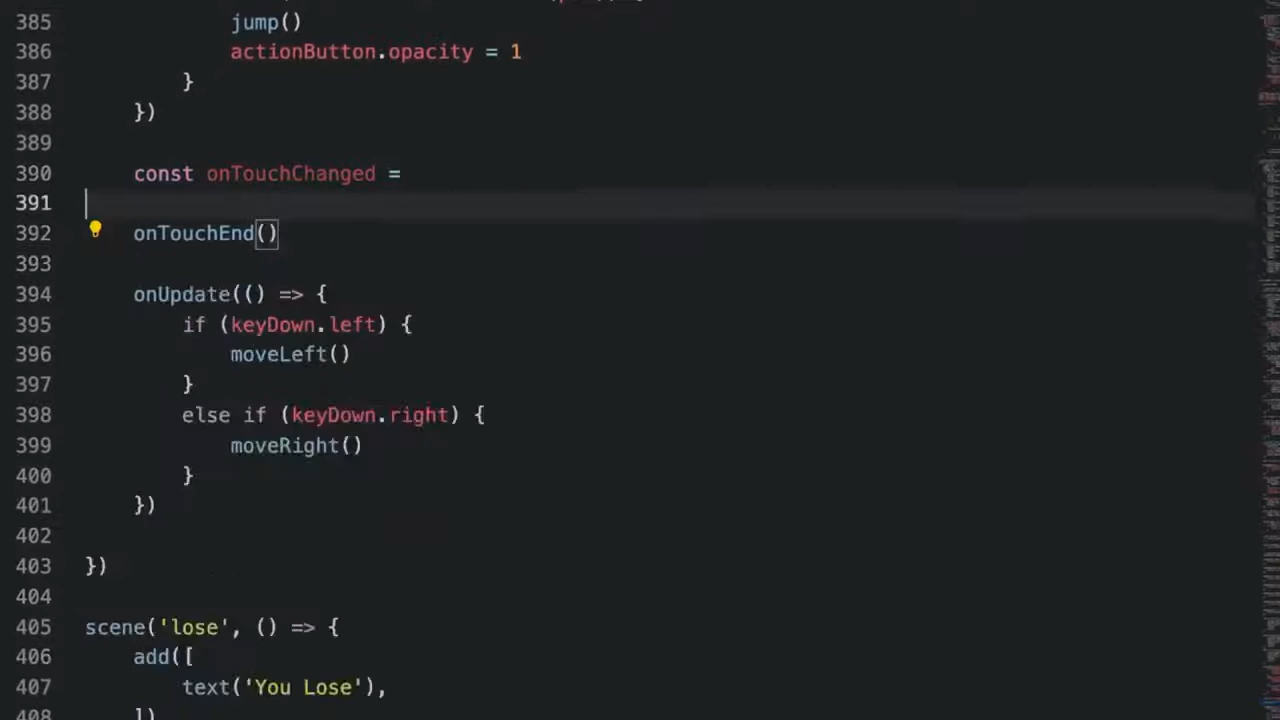 385 jump()
386 actionButton.opacity = 1
387 }
388 })
389
390 const onTouchChanged =
391
392 onTouchEnd()
393
394 onUpdate(() => {
395 if (keyDown.left) {
396 moveLeft()
397 }
398 else if (keyDown.right) {
399 moveRight()
400 }
401 })
402
403 })
404
405 scene('lose', () => {
406 add([
407 text('You Lose'),
408 ])